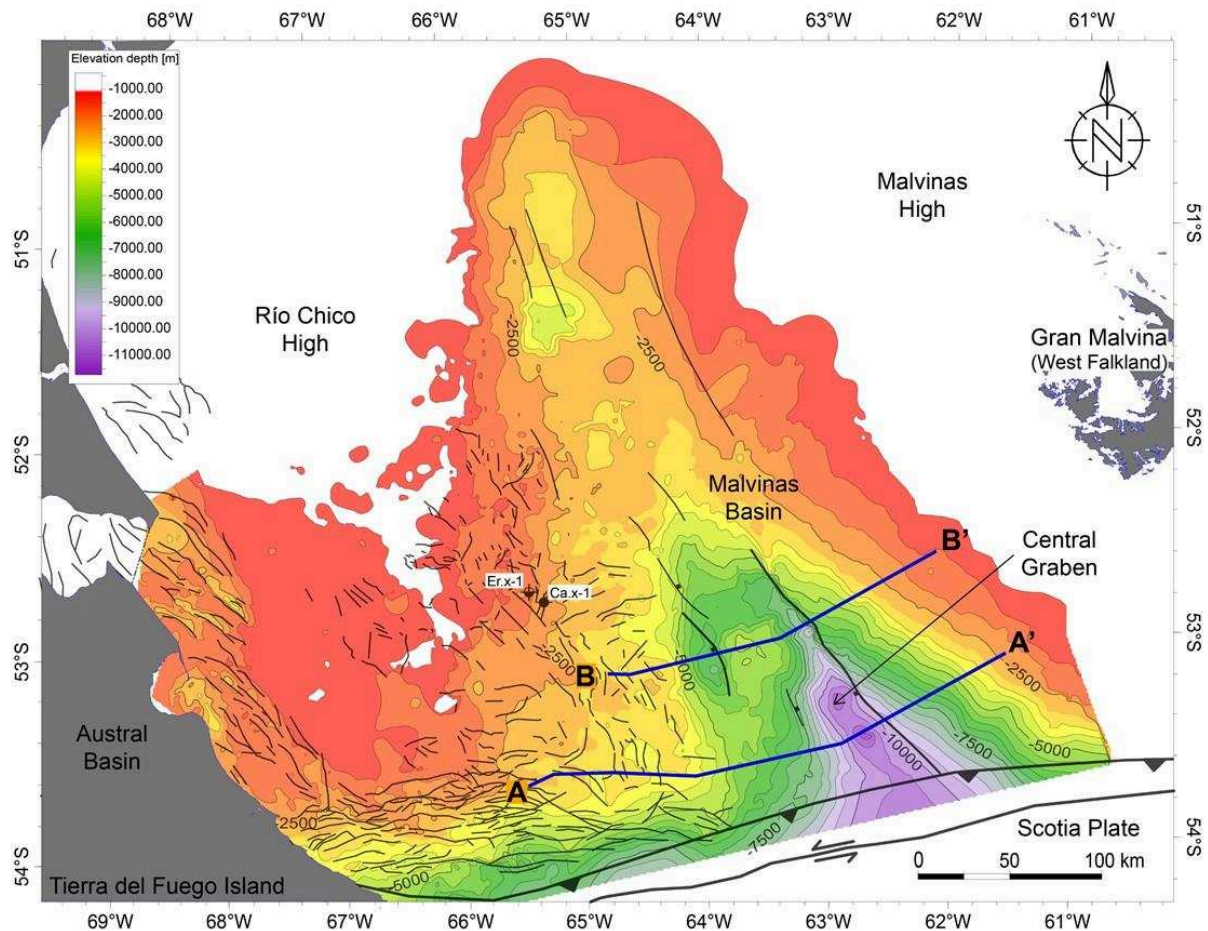 68°W 67°W 66°W 65°W 64°W 63°W 62°W 61°W
Elevation depth [m]
-1000.00
-2000.00
-3000.00
-4000.00
-5000.00
-6000.00
-7000.00
-8000.00
-9000.00
-10000.00
-11000.00
N
Malvinas
High
51°S
51°S
Río Chico
High
-2500
-2500
Gran Malvina
(West Falkland)
52°S
52°S
Malvinas
Basin
B'
Central
Graben
Er.x-1
Ca.x-1
53°S
53°S
A'
-2500
-5000
B
-2500
Austral
Basin
-10000
-7500
-5000
A
-2500
-7500
Scotia Plate
54°S
54°S
-5000
Tierra del Fuego Island
0 50 100 km
69°W 68°W 67°W 66°W 65°W 64°W 63°W 62°W 61°W